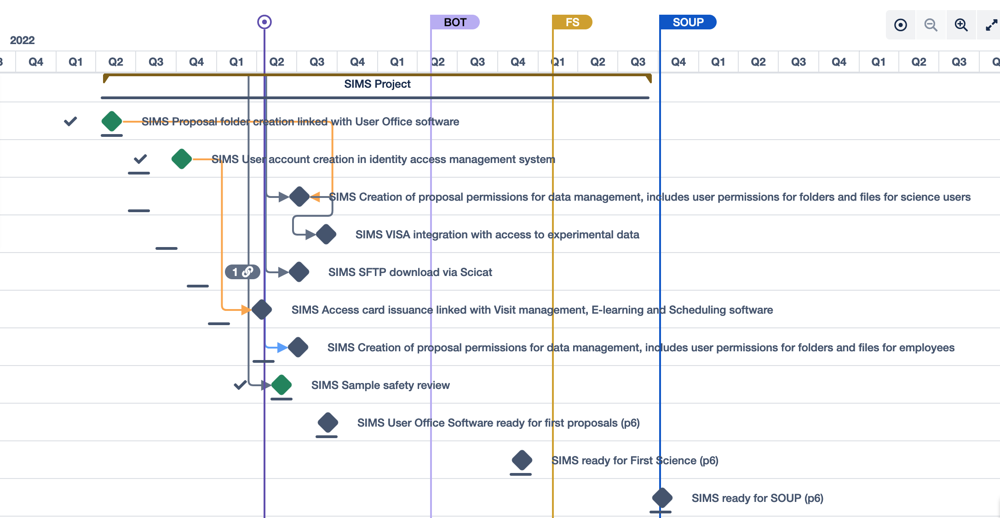 BOT FS SOUP
2022
3 Q4 Q1 Q2 Q3 Q4 Q1 Q2 Q3 Q4 Q1 Q2 Q3 Q4 Q1 Q2 Q3 Q4 Q1 Q2 Q3 Q4 Q1 Q2 Q3 Q
SIMS Project
SIMS Proposal folder creation linked with User Office software
SIMS User account creation in identity access management system
SIMS Creation of proposal permissions for data management, includes user permissions for folders and files for science users
SIMS VISA integration with access to experimental data
1
SIMS SFTP download via Scicat
SIMS Access card issuance linked with Visit management, E-learning and Scheduling software
SIMS Creation of proposal permissions for data management, includes user permissions for folders and files for employees
SIMS Sample safety review
SIMS User Office Software ready for first proposals (p6)
SIMS ready for First Science (p6)
SIMS ready for SOUP (p6)